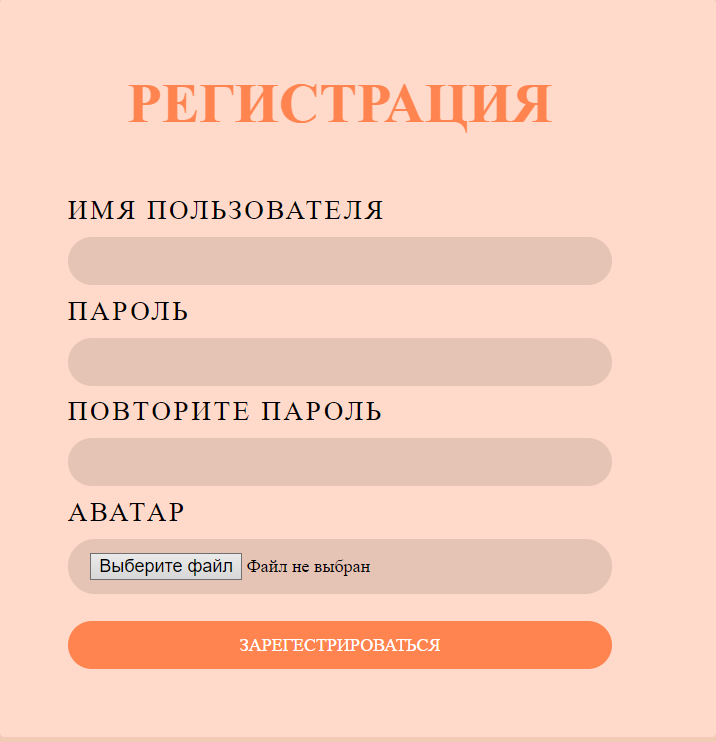 РЕГИСТРАЦИЯ
ИМЯ ПОЛЬЗОВАТЕЛЯ
ПАРОЛЬ
ПОВТОРИТЕ ПАРОЛЬ
АВАТАР
Выберите файл Файл не выбран
ЗАРЕГЕСТРИРОВАТЬСЯ